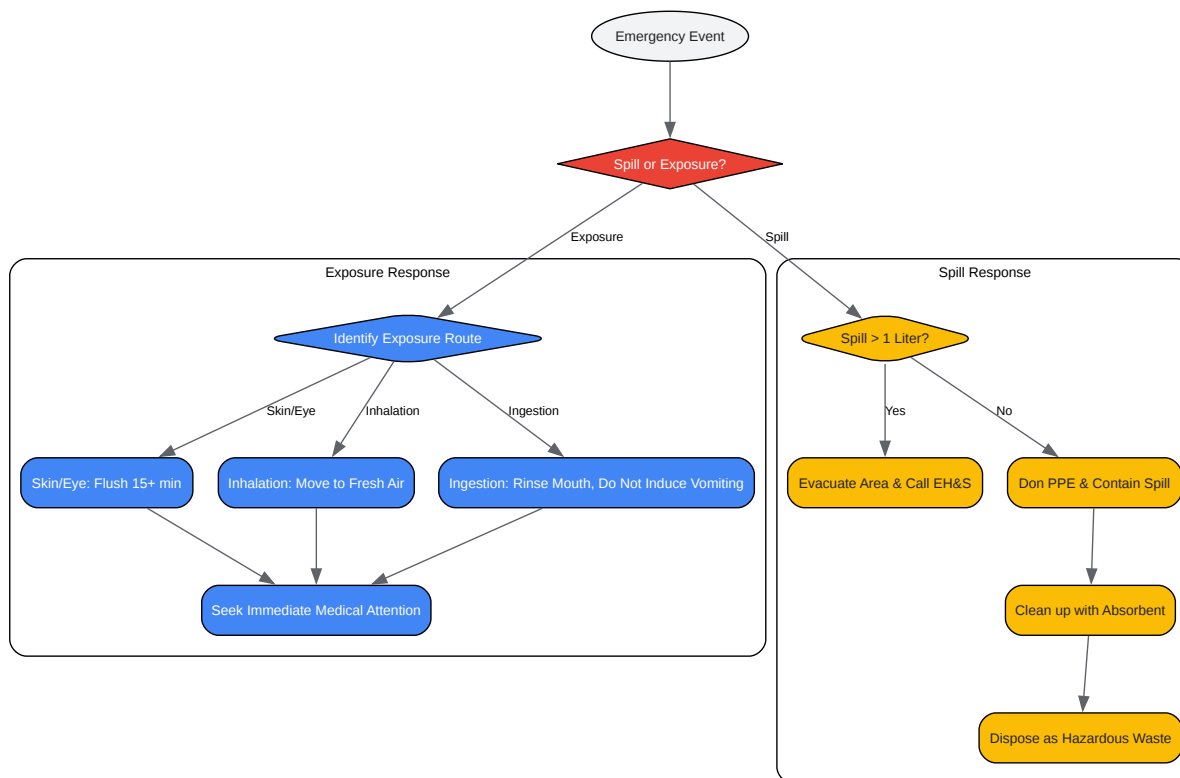 Emergency Event
Spill or Exposure?
Exposure
Spill
Exposure Response
Spill Response
Identify Exposure Route
Spill > 1 Liter?
Skin/Eye
Inhalation
Ingestion
Yes
No
Skin/Eye: Flush 15+ min
Inhalation: Move to Fresh Air
Ingestion: Rinse Mouth, Do Not Induce Vomiting
Evacuate Area & Call EH&S
Don PPE & Contain Spill
Seek Immediate Medical Attention
Clean up with Absorbent
Dispose as Hazardous Waste